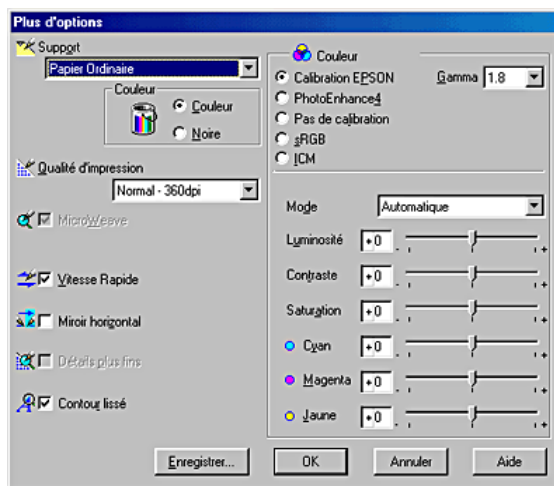 Plus d'options
Support
Papier Ordinaire
Couleur
Couleur
Noire
Qualité d'impression
Normal - 360dpi
MicroWeave
Vitesse Rapide
Miroir horizontal
Détails plus fins
Contour lissé
Couleur
Calibration EPSON
Gamma 1.8
PhotoEnhance4
Pas de calibration
sRGB
ICM
Mode Automatique
Luminosité +0 - +
Contraste +0 - +
Saturation +0 - +
Cyan +0 - +
Magenta +0 - +
Jaune +0 - +
Enregistrer... OK Annuler Aide